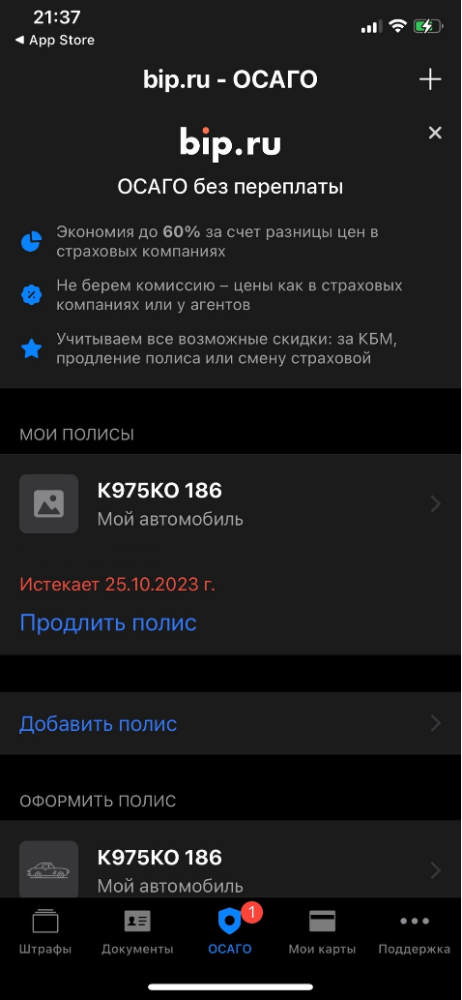 21:37
◀ App Store
bip.ru - ОСАГО
bip.ru
ОСАГО без переплаты
Экономия до 60% за счет разницы цен в
страховых компаниях
Не берем комиссию – цены как в страховых
компаниях или у агентов
Учитываем все возможные скидки: за КБМ,
продление полиса или смену страховой
МОИ ПОЛИСЫ
К975КО 186
Мой автомобиль
Истекает 25.10.2023 г.
Продлить полис
Добавить полис
ОФОРМИТЬ ПОЛИС
К975КО 186
Мой автомобиль
1
Штрафы
Документы
ОСАГО
Мои карты
Поддержка